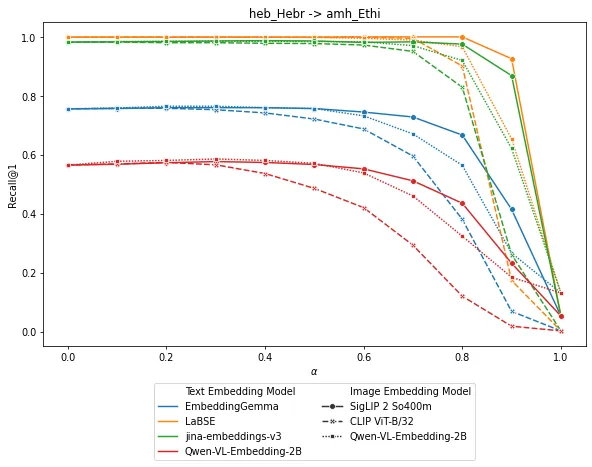 heb_Hebr -> amh_Ethi
1.0
0.8
0.6
0.4
0.2
0.0
Recall@1
0.0 0.2 0.4 0.6 0.8 1.0
α
Text Embedding Model Image Embedding Model
EmbeddingGemma SigLIP 2 So400m
LaBSE CLIP ViT-B/32
jina-embeddings-v3 Qwen-VL-Embedding-2B
Qwen-VL-Embedding-2B